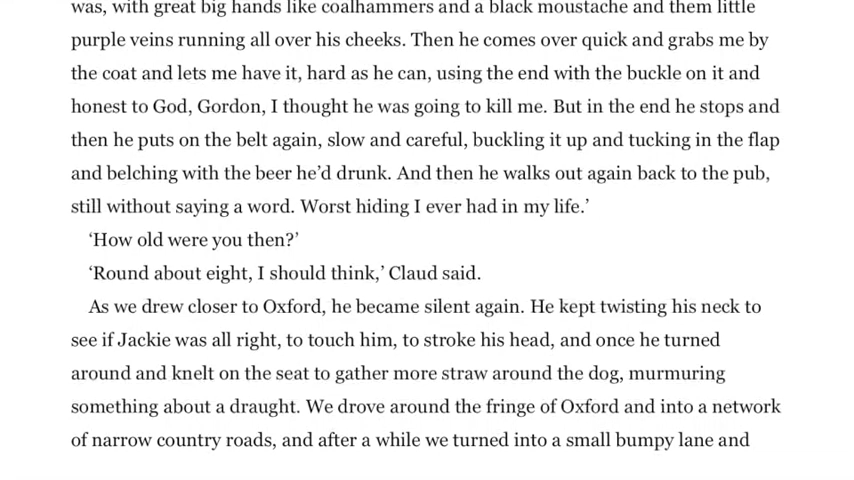 was, with great big hands like coalhammers and a black moustache and them little
purple veins running all over his cheeks. Then he comes over quick and grabs me by
the coat and lets me have it, hard as he can, using the end with the buckle on it and
honest to God, Gordon, I thought he was going to kill me. But in the end he stops and
then he puts on the belt again, slow and careful, buckling it up and tucking in the flap
and belching with the beer he’d drunk. And then he walks out again back to the pub,
still without saying a word. Worst hiding I ever had in my life.’
‘How old were you then?’
‘Round about eight, I should think,’ Claud said.
As we drew closer to Oxford, he became silent again. He kept twisting his neck to
see if Jackie was all right, to touch him, to stroke his head, and once he turned
around and knelt on the seat to gather more straw around the dog, murmuring
something about a draught. We drove around the fringe of Oxford and into a network
of narrow country roads, and after a while we turned into a small bumpy lane and